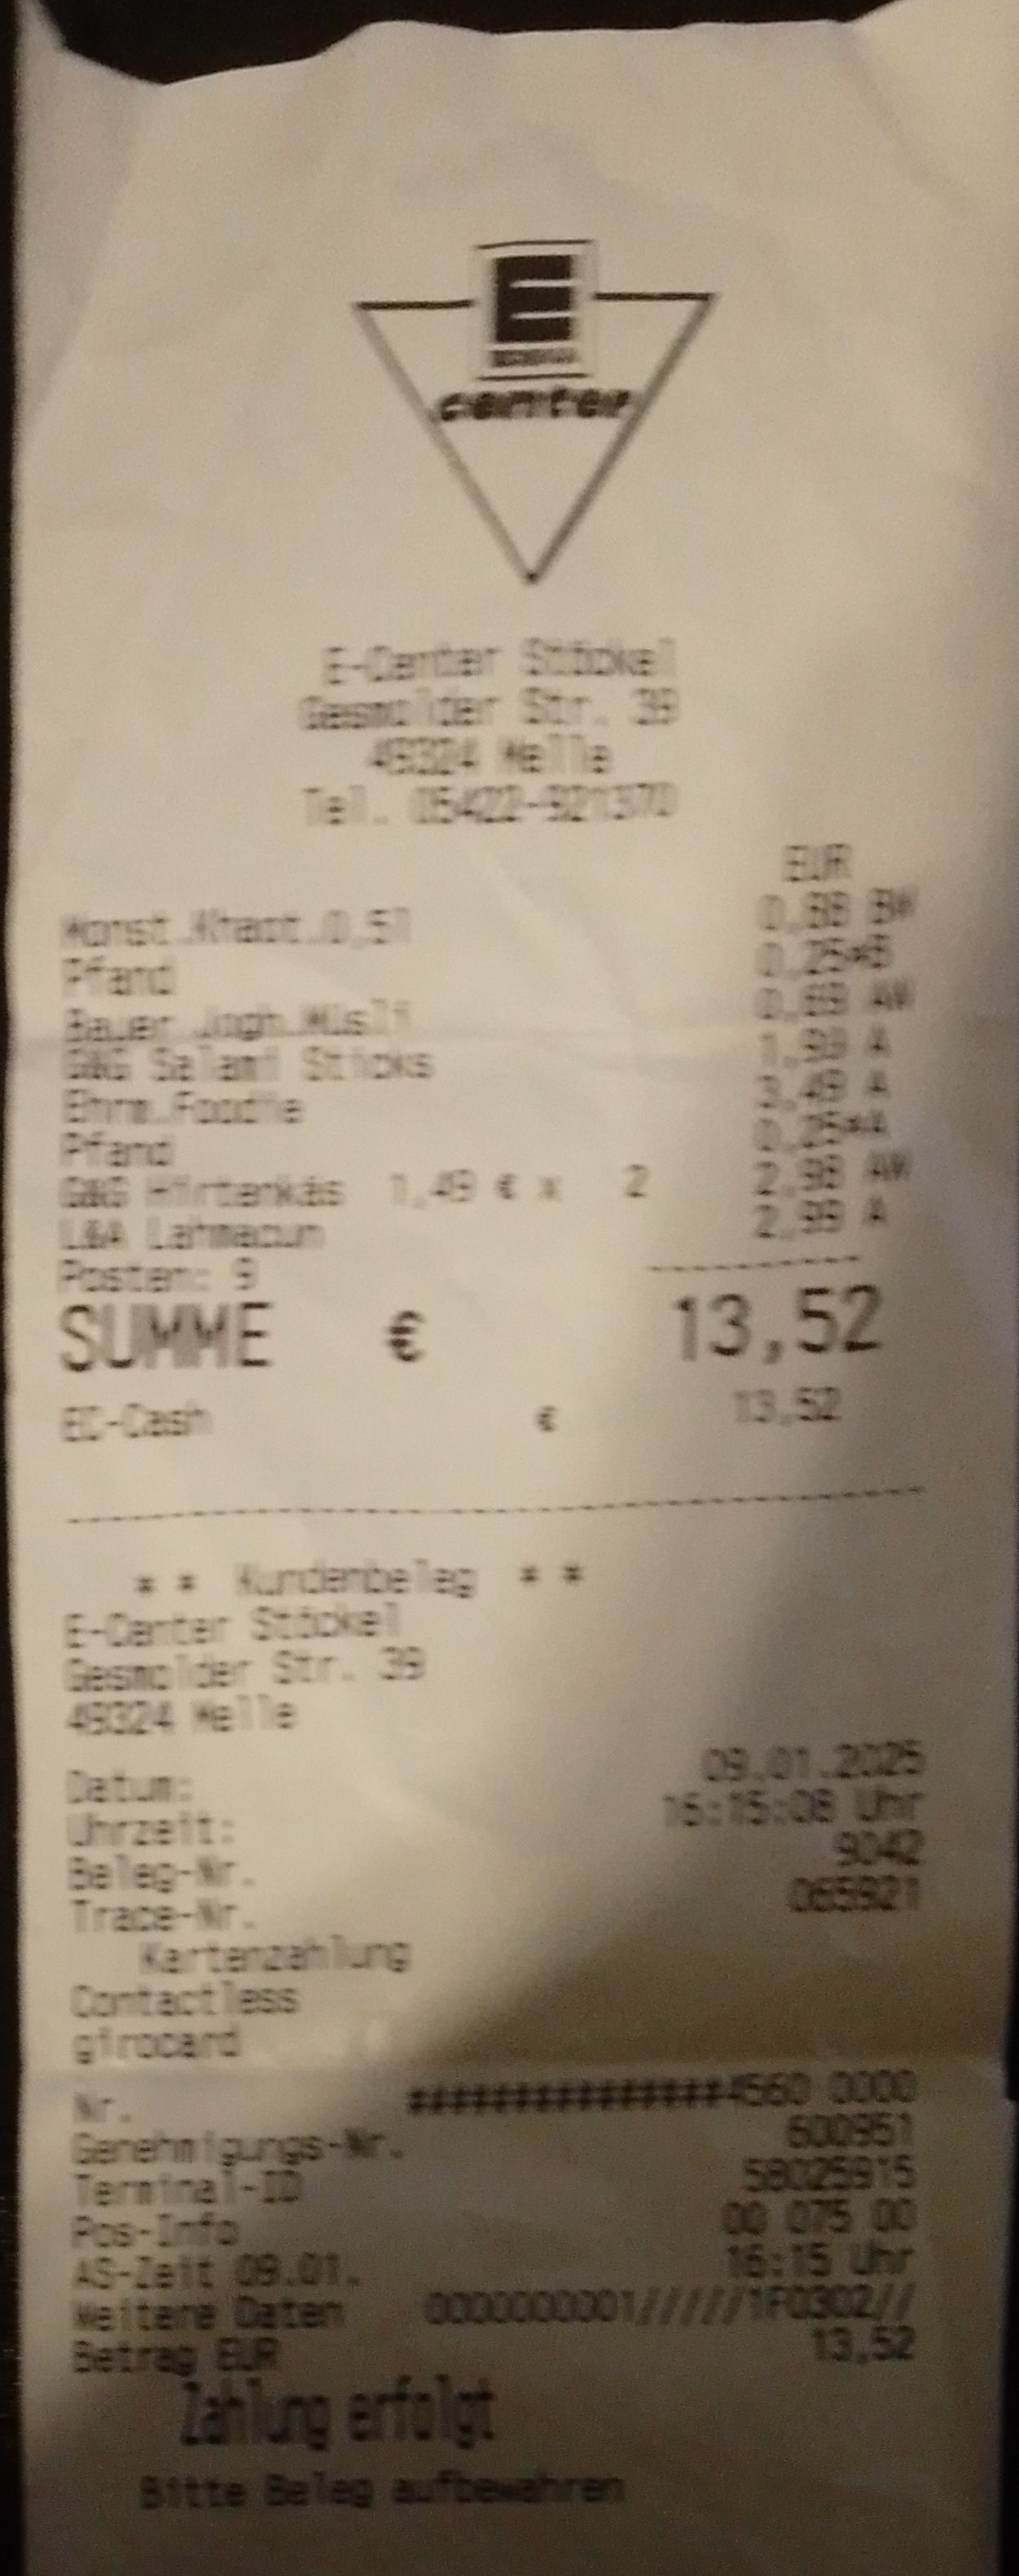 E
center
E-Center Stöckel
Gesmolder Str. 39
49324 Melle
Tel. 05422-921370
EUR
Monst.Khaot.0,5l 0,88 BW
Pfand 0,25*B
Bauer Jogh.Müsli 0,69 AW
G&G Salami Sticks 1,99 A
Ehrm.Foodie 3,49 A
Pfand 0,25*A
G&G Hirtenkäs 1,49 € x 2 2,98 AW
L&A Lahmacun 2,99 A
Posten: 9
SUMME € 13,52
EC-Cash € 13,52
* * Kundenbeleg * *
E-Center Stöckel
Gesmolder Str. 39
49324 Melle
Datum: 09.01.2025
Uhrzeit: 16:15:08 Uhr
Beleg-Nr. 9042
Trace-Nr. 065921
Kartenzahlung
Contactless
girocard
Nr. ###############4560 0000
Genehmigungs-Nr. 600951
Terminal-ID 58025915
Pos-Info 00 075 00
AS-Zeit 09.01. 16:15 Uhr
Weitere Daten 0000000001/////1F0302//
Betrag EUR 13,52
Zahlung erfolgt
Bitte Beleg aufbewahren